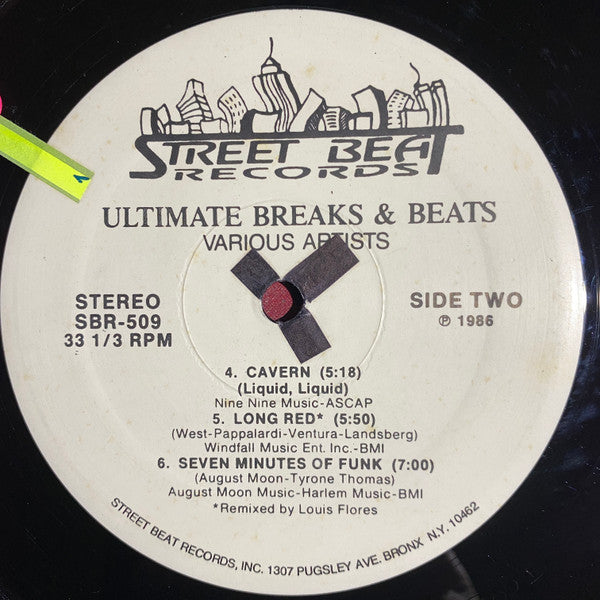 STREET BEAT
RECORDS
ULTIMATE BREAKS & BEATS
VARIOUS ARTISTS
STEREO
SBR-509
33 1/3 RPM
SIDE TWO
℗ 1986
4. CAVERN (5:18)
(Liquid, Liquid)
Nine Nine Music-ASCAP
5. LONG RED* (5:50)
(West-Pappalardi-Ventura-Landsberg)
Windfall Music Ent. Inc.-BMI
6. SEVEN MINUTES OF FUNK (7:00)
(August Moon-Tyrone Thomas)
August Moon Music-Harlem Music-BMI
*Remixed by Louis Flores
STREET BEAT RECORDS, INC. 1307 PUGSLEY AVE. BRONX N.Y. 10462